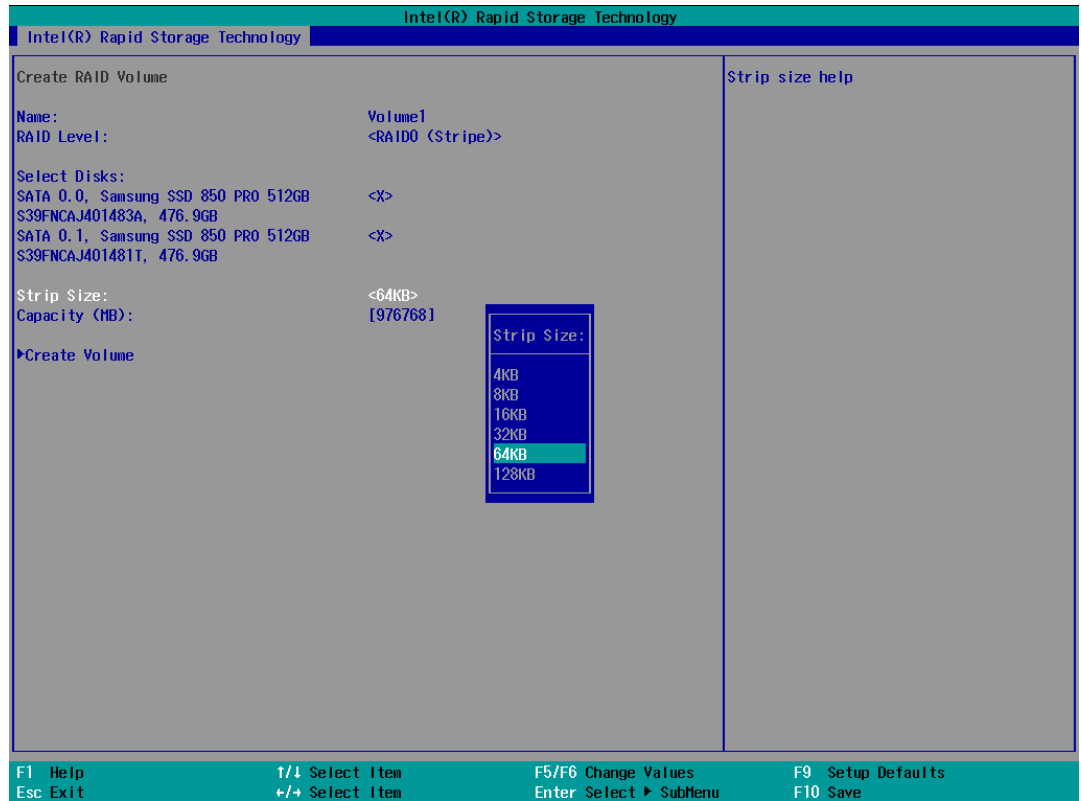 Intel(R) Rapid Storage Technology
Intel(R) Rapid Storage Technology
Create RAID Volume
Strip size help
Name: Volume1
RAID Level: <RAID0 (Stripe)>
Select Disks:
SATA 0.0, Samsung SSD 850 PRO 512GB <X>
S39FNCAJ401483A, 476.9GB
SATA 0.1, Samsung SSD 850 PRO 512GB <X>
S39FNCAJ401481T, 476.9GB
Strip Size: <64KB>
Capacity (MB): [976768]
▶Create Volume
Strip Size:
4KB
8KB
16KB
32KB
64KB
128KB
F1 Help ↑/↓ Select Item F5/F6 Change Values F9 Setup Defaults
Esc Exit ←/→ Select Item Enter Select ▶ SubMenu F10 Save